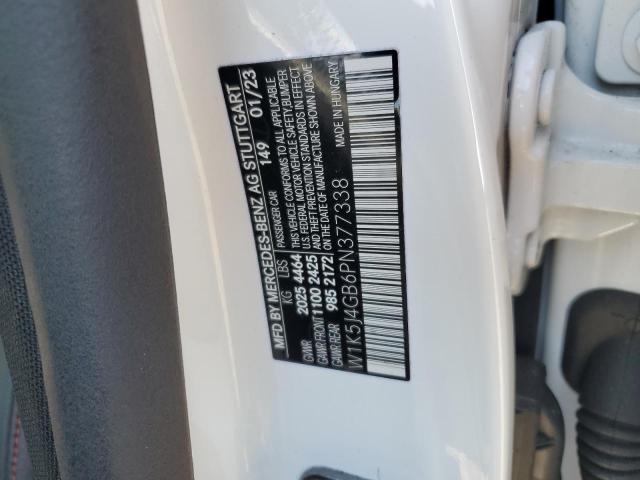 MFD BY MERCEDES-BENZ AG STUTTGART
PASSENGER CAR 149 01/23
KG LBS
THIS VEHICLE CONFORMS TO ALL APPLICABLE
U.S. FEDERAL MOTOR VEHICLE SAFETY, BUMPER
AND THEFT PREVENTION STANDARDS IN EFFECT
ON THE DATE OF MANUFACTURE SHOWN ABOVE
GVWR 2025 4464
GAWR FRONT 1100 2425
GAWR REAR 985 2172
MADE IN HUNGARY
W1K5J4GB6PN377338